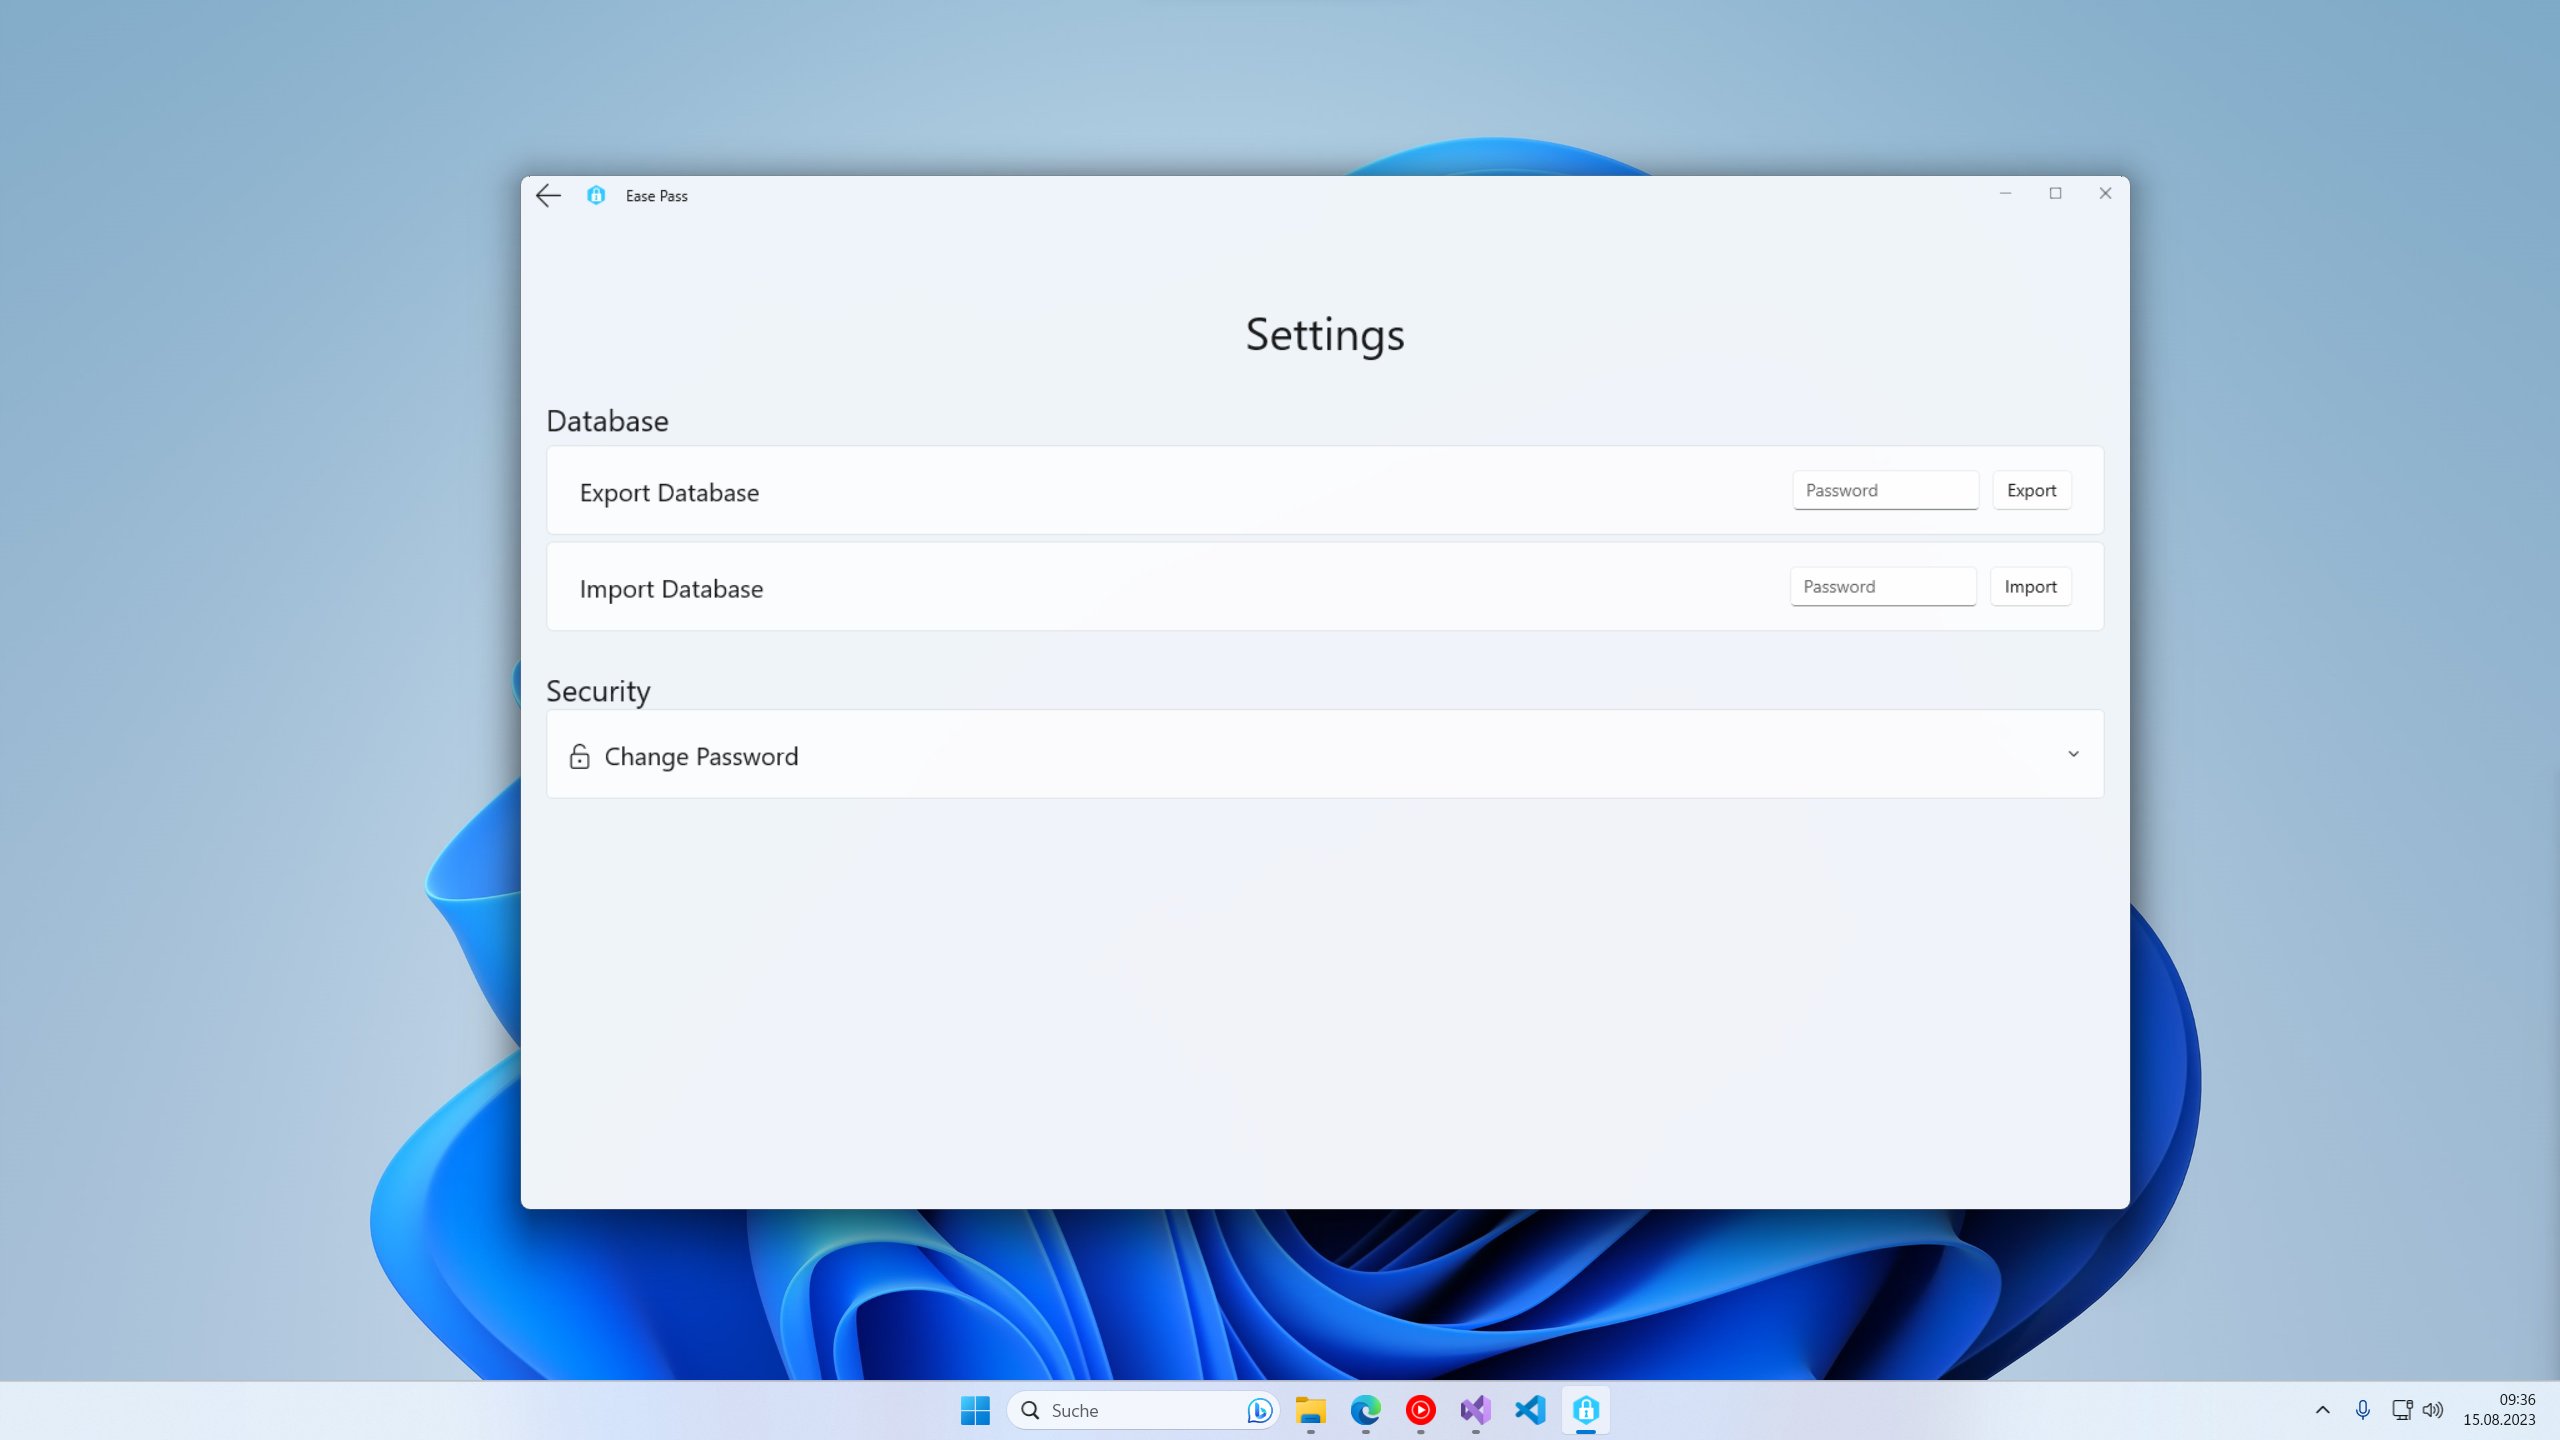 Ease Pass
Settings
Database
Export Database
Password
Export
Import Database
Password
Import
Security
Change Password
Suche
09:36
15.08.2023